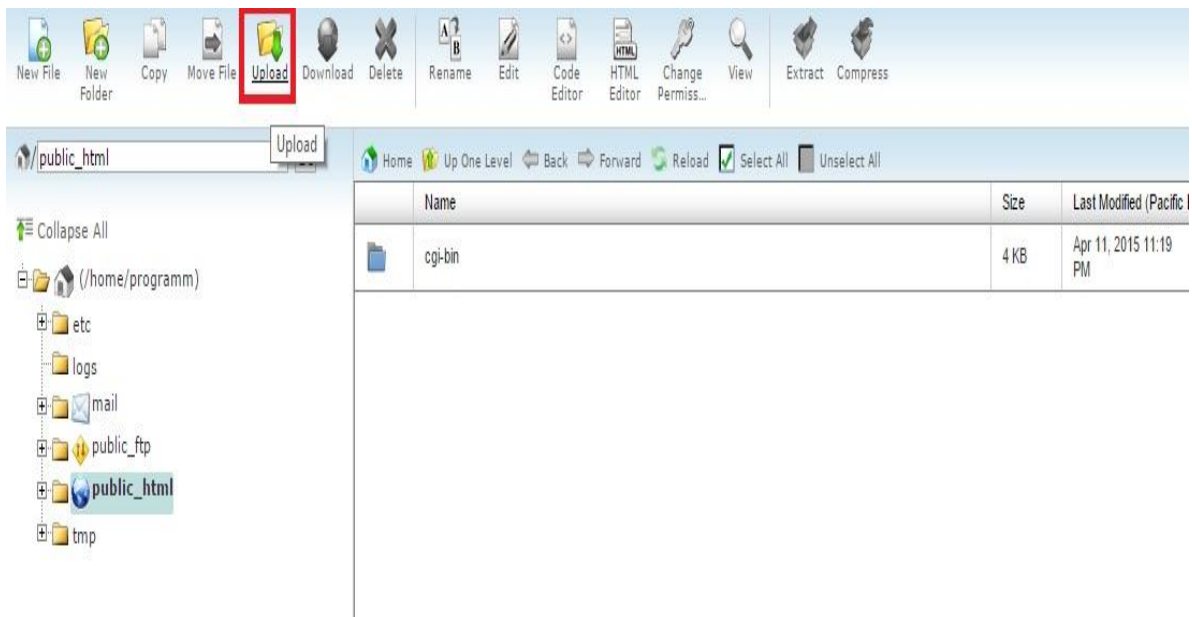 New File
New Folder
Copy
Move File
Upload
Download
Delete
A B
Rename
Edit
Code Editor
HTML
HTML Editor
Change Permiss...
View
Extract
Compress
Upload
/ public_html
Home Up One Level Back Forward Reload Select All Unselect All
Name Size Last Modified (Pacific
Collapse All
cgi-bin 4 KB Apr 11, 2015 11:19 PM
(/home/programm)
etc
logs
mail
public_ftp
public_html
tmp